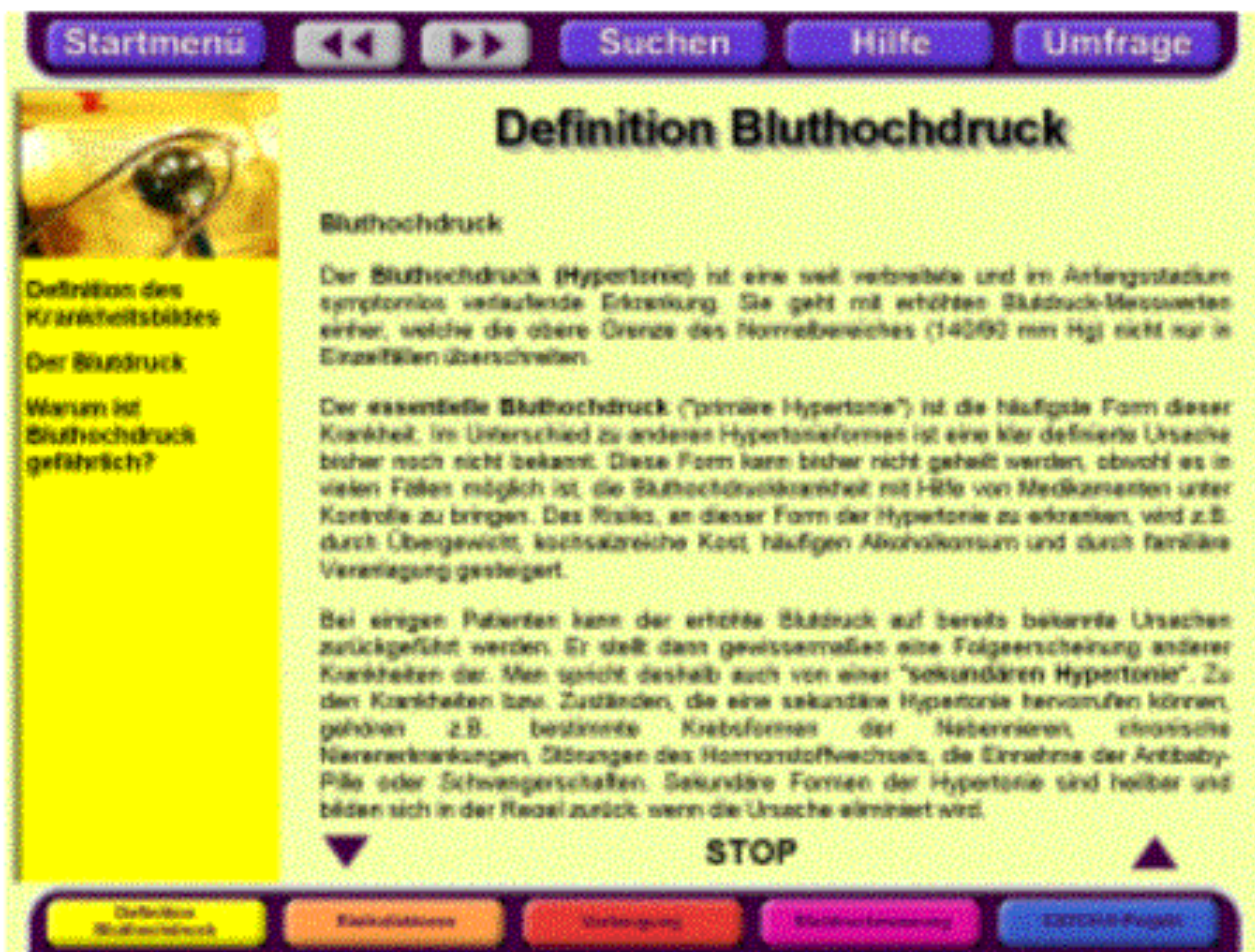 Startmenü
Suchen
Hilfe
Umfrage
Definition Bluthochdruck
Definition des
Krankheitsbildes
Der Blutdruck
Warum ist
Bluthochdruck
gefährlich?
Bluthochdruck
Der Bluthochdruck (Hypertonie) ist eine weit verbreitete und im Anfangsstadium
symptomlos verlaufende Erkrankung. Sie geht mit erhöhten Blutdruck-Messwerten
einher, welche die obere Grenze des Normalbereiches (140/90 mm Hg) nicht nur in
Einzelfällen überschreiten.
Der essentielle Bluthochdruck ("primäre Hypertonie") ist die häufigste Form dieser
Krankheit. Im Unterschied zu anderen Hypertonieformen ist eine klar definierte Ursache
bisher noch nicht bekannt. Diese Form kann bisher nicht geheilt werden, obwohl es in
vielen Fällen möglich ist, die Bluthochdruckkrankheit mit Hilfe von Medikamenten unter
Kontrolle zu bringen. Das Risiko, an dieser Form der Hypertonie zu erkranken, wird z.B.
durch Übergewicht, kochsalzreiche Kost, häufigen Alkoholkonsum und durch familiäre
Veranlagung gesteigert.
Bei einigen Patienten kann der erhöhte Blutdruck auf bereits bekannte Ursachen
zurückgeführt werden. Er stellt dann gewissermaßen eine Folgeerscheinung anderer
Krankheiten dar. Man spricht deshalb auch von einer "sekundären Hypertonie". Zu
den Krankheiten bzw. Zuständen, die eine sekundäre Hypertonie hervorrufen können,
gehören z.B. bestimmte Krebsformen der Nebennieren, chronische
Nierenerkrankungen, Störungen des Hormonstoffwechsels, die Einnahme der Antibaby-
Pille oder Schwangerschaften. Sekundäre Formen der Hypertonie sind heilbar und
bilden sich in der Regel zurück, wenn die Ursache eliminiert wird.
STOP
Definition
Bluthochdruck
Vorbeugung